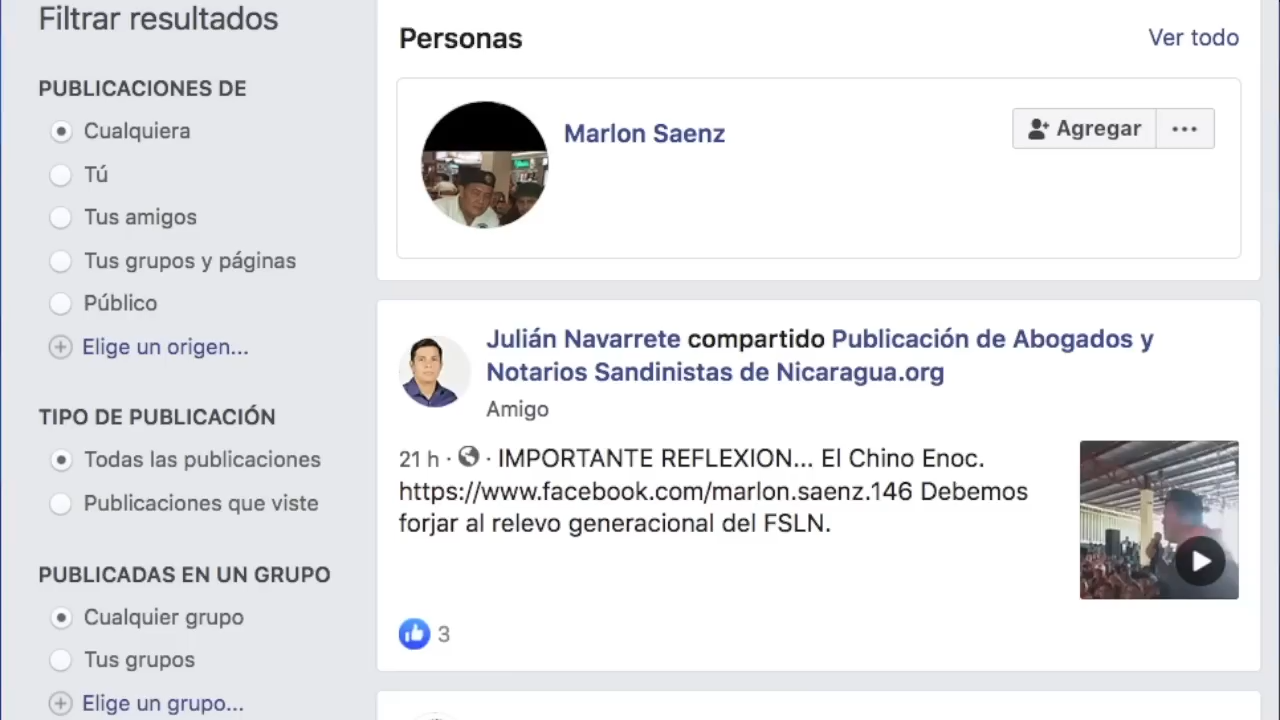 Filtrar resultados
PUBLICACIONES DE
Cualquiera
Tú
Tus amigos
Tus grupos y páginas
Público
Elige un origen...
TIPO DE PUBLICACIÓN
Todas las publicaciones
Publicaciones que viste
PUBLICADAS EN UN GRUPO
Cualquier grupo
Tus grupos
Elige un grupo...
Personas
Ver todo
Marlon Saenz
Agregar
Julián Navarrete compartido Publicación de Abogados y
Notarios Sandinistas de Nicaragua.org
Amigo
21 h · · IMPORTANTE REFLEXION... El Chino Enoc.
https://www.facebook.com/marlon.saenz.146 Debemos
forjar al relevo generacional del FSLN.
3